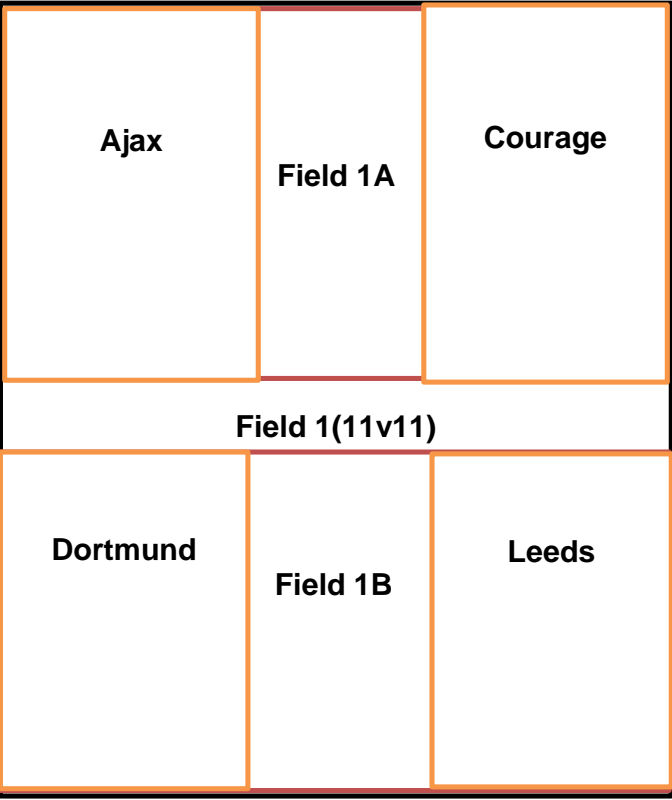 Ajax
Courage
Field 1A
Field 1(11v11)
Dortmund
Leeds
Field 1B